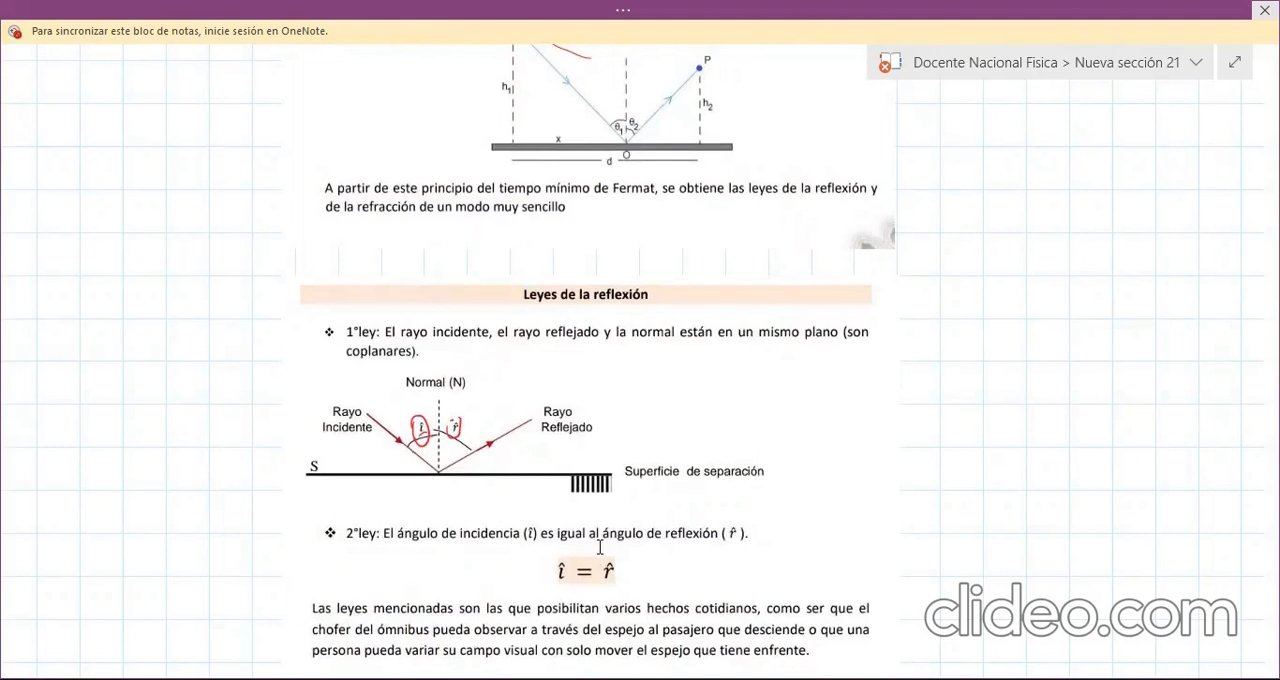 ...
Para sincronizar este bloc de notas, inicie sesión en OneNote.
Docente Nacional Fisica > Nueva sección 21
P
h1
h2
θ1 θ2
x
O
d
A partir de este principio del tiempo mínimo de Fermat, se obtiene las leyes de la reflexión y
de la refracción de un modo muy sencillo
Leyes de la reflexión
❖ 1°ley: El rayo incidente, el rayo reflejado y la normal están en un mismo plano (son
coplanares).
Normal (N)
Rayo
Incidente
î r̂
Rayo
Reflejado
S
Superficie de separación
❖ 2°ley: El ángulo de incidencia (î) es igual al ángulo de reflexión ( r̂ ).
î = r̂
Las leyes mencionadas son las que posibilitan varios hechos cotidianos, como ser que el
chofer del ómnibus pueda observar a través del espejo al pasajero que desciende o que una
persona pueda variar su campo visual con solo mover el espejo que tiene enfrente.
clideo.com